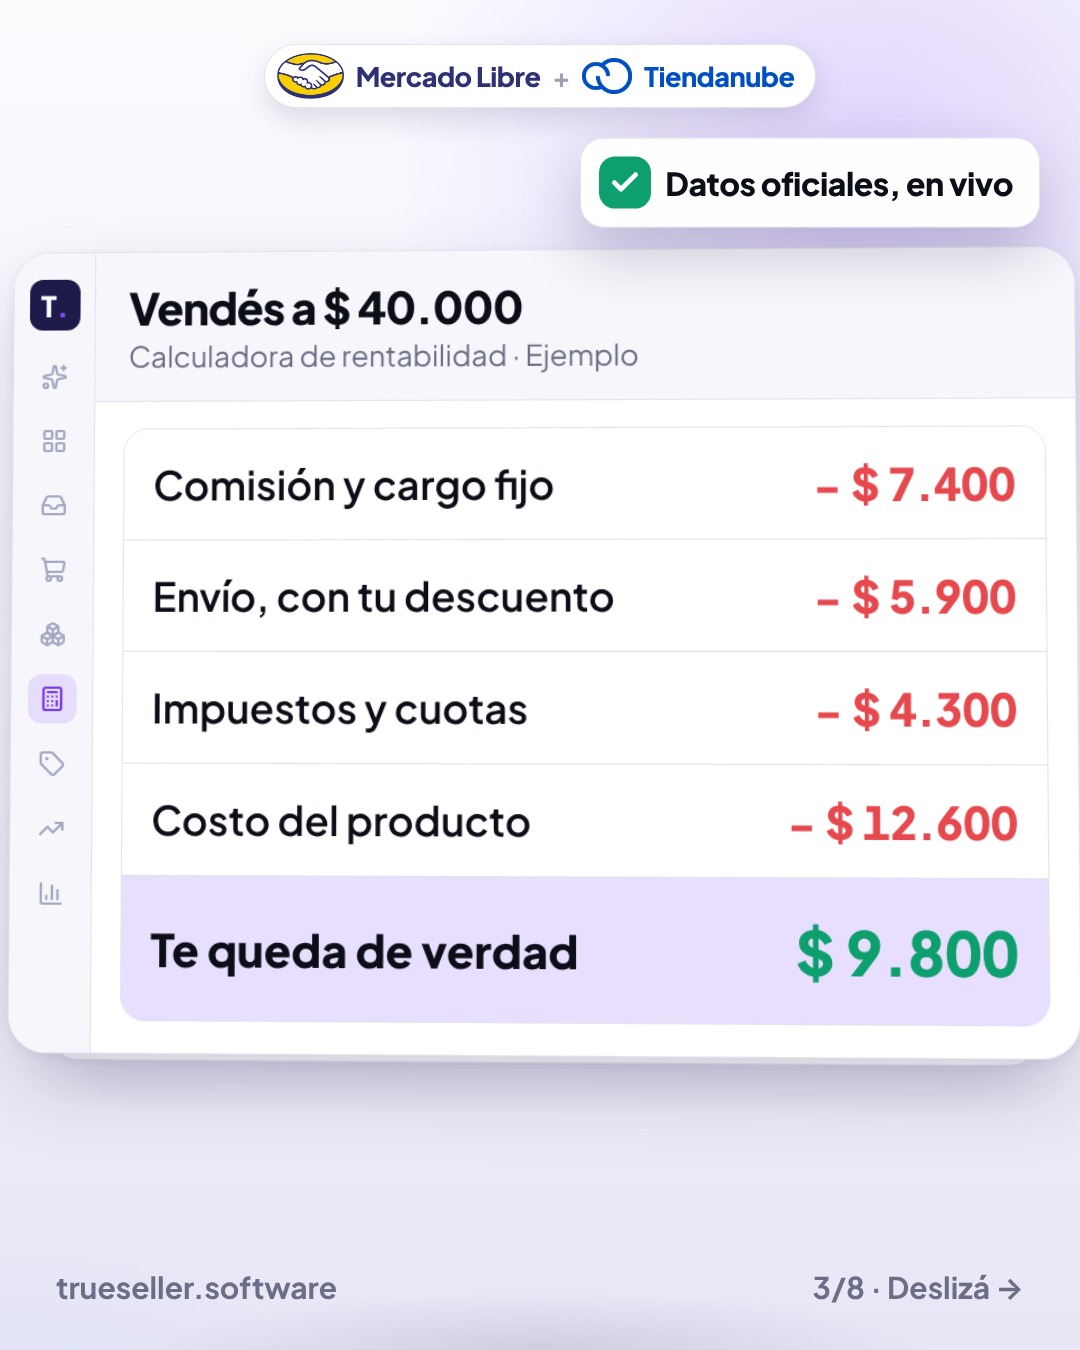 Mercado Libre + Tiendanube
Datos oficiales, en vivo
T.
Vendés a $ 40.000
Calculadora de rentabilidad · Ejemplo
Comisión y cargo fijo – $ 7.400
Envío, con tu descuento – $ 5.900
Impuestos y cuotas – $ 4.300
Costo del producto – $ 12.600
Te queda de verdad $ 9.800
trueseller.software 3/8 · Deslizá →